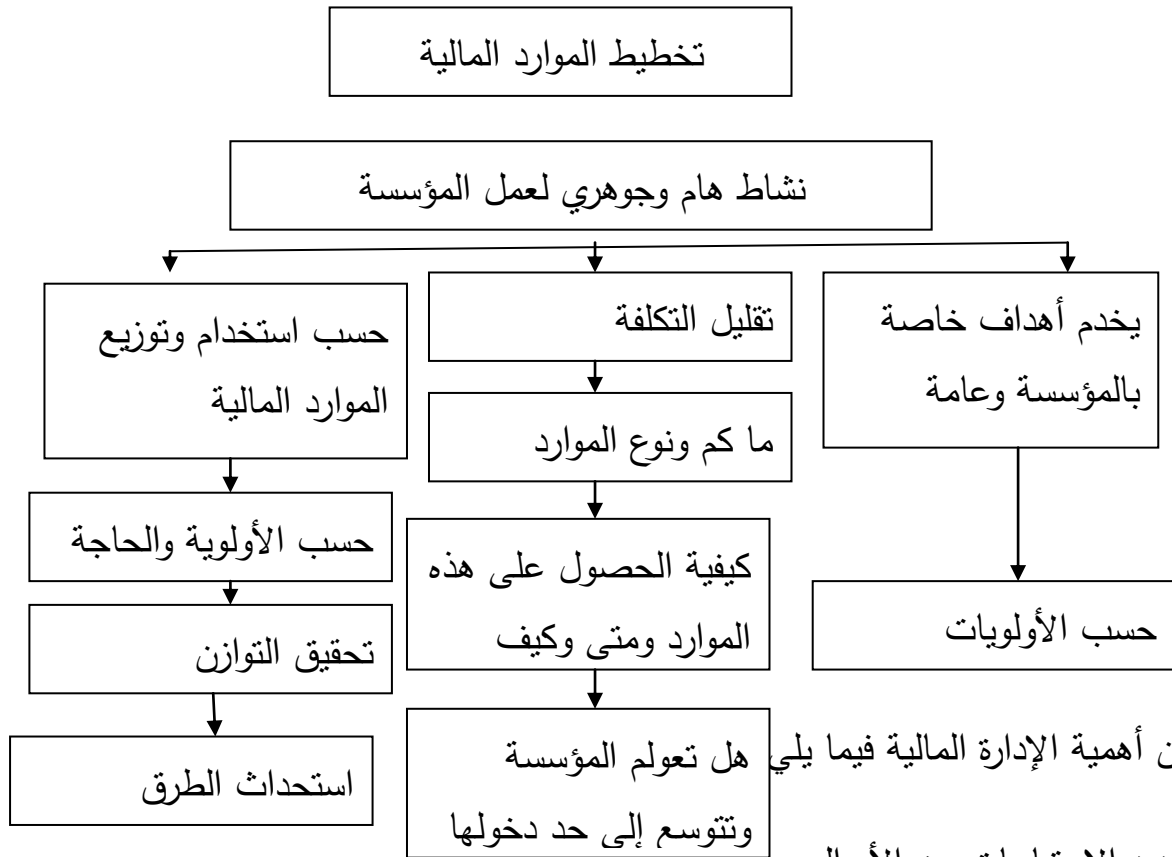 تخطيط الموارد المالية
نشاط هام وجوهري لعمل المؤسسة
يخدم أهداف خاصة
بالمؤسسة وعامة
حسب الأولويات
تقليل التكلفة
ما كم ونوع الموارد
كيفية الحصول على هذه
الموارد ومتى وكيف
هل تعولم المؤسسة
وتتوسع إلى حد دخولها
حسب استخدام وتوزيع
الموارد المالية
حسب الأولوية والحاجة
تحقيق التوازن
استحداث الطرق
أهمية الإدارة المالية فيما يلي